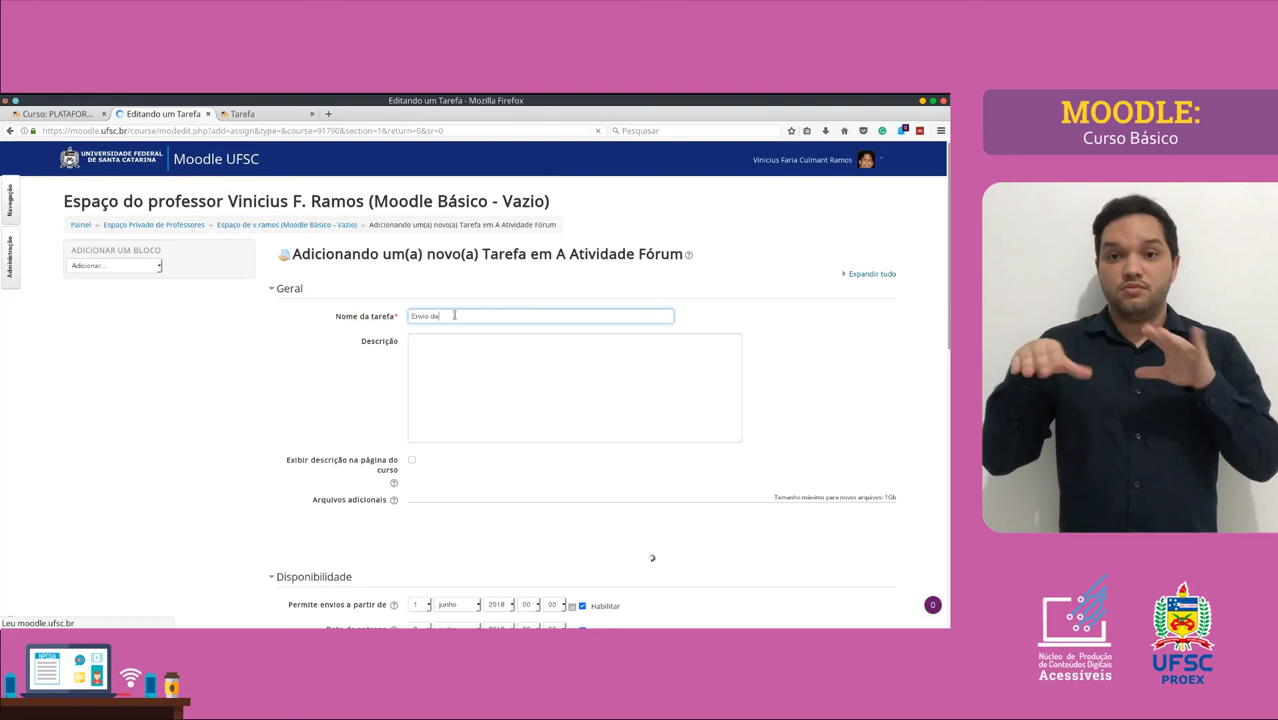 Editando um Tarefa - Mozilla Firefox
Curso: PLATAFOR...
Editando um Tarefa
Tarefa
https://moodle.ufsc.br/course/modedit.php?add=assign&type=&course=91790&section=1&return=0&sr=0
Pesquisar
UNIVERSIDADE FEDERAL
DE SANTA CATARINA
Moodle UFSC
Vinicius Faria Culmant Ramos
Navegação
Administração
Espaço do professor Vinicius F. Ramos (Moodle Básico - Vazio)
Painel
Espaço Privado de Professores
Espaço de v.ramos (Moodle Básico - Vazio)
Adicionando um(a) novo(a) Tarefa em A Atividade Fórum
ADICIONAR UM BLOCO
Adicionar...
Adicionando um(a) novo(a) Tarefa em A Atividade Fórum
Expandir tudo
Geral
Nome da tarefa*
Envio de
Descrição
Exibir descrição na página do
curso
Arquivos adicionais
Tamanho máximo para novos arquivos: 1Gb
Disponibilidade
Permite envios a partir de
1 junho 2018 00 00
Habilitar
0
Leu moodle.ufsc.br
MOODLE:
Curso Básico
NPCDA
Núcleo de Produção
de Conteúdos Digitais
Acessíveis
UFSC
PROEX